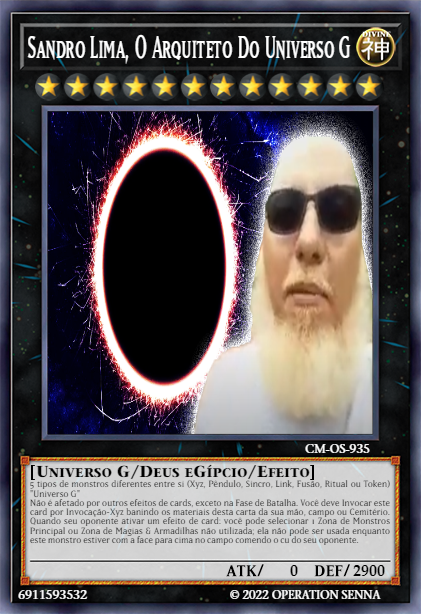 Sandro Lima, O Arquiteto Do Universo G
DIVINE
神
CM-OS-935
[Universo G/Deus eGípcio/Efeito]
5 tipos de monstros diferentes entre si (Xyz, Pêndulo, Sincro, Link, Fusão, Ritual ou Token)
"Universo G"
Não é afetado por outros efeitos de cards, exceto na Fase de Batalha. Você deve Invocar este
card por Invocação-Xyz banindo os materiais desta carta da sua mão, campo ou Cemitério.
Quando seu oponente ativar um efeito de card: você pode selecionar 1 Zona de Monstros
Principal ou Zona de Magias & Armadilhas não utilizada; ela não pode ser usada enquanto
este monstro estiver com a face para cima no campo comendo o cu do seu oponente.
ATK/ 0 DEF/ 2900
6911593532 © 2022 OPERATION SENNA